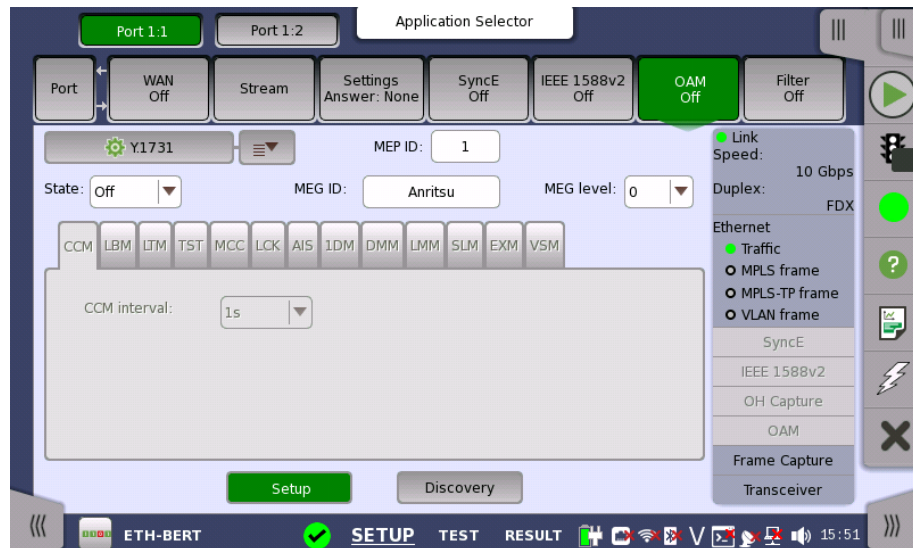 Application Selector
Port 1:1
Port 1:2
Port
WAN
Off
Stream
Settings
Answer: None
SyncE
Off
IEEE 1588v2
Off
OAM
Off
Filter
Off
Y.1731
MEP ID:
1
State:
Off
MEG ID:
Anritsu
MEG level:
0
CCM
LBM
LTM
TST
MCC
LCK
AIS
1DM
DMM
LMM
SLM
EXM
VSM
CCM interval:
1s
Setup
Discovery
Link
Speed:
10 Gbps
Duplex:
FDX
Ethernet
Traffic
MPLS frame
MPLS-TP frame
VLAN frame
SyncE
IEEE 1588v2
OH Capture
OAM
Frame Capture
Transceiver
ETH-BERT
SETUP
TEST
RESULT
V
15:51